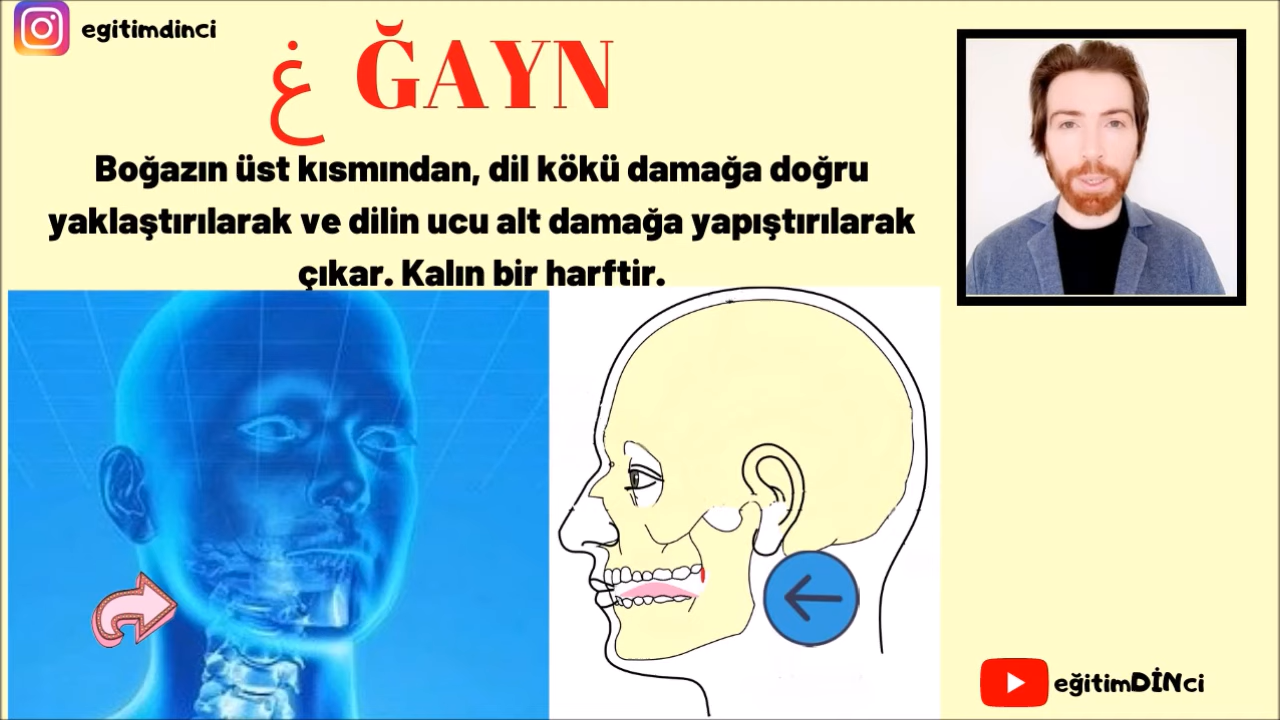 egitimdinci
غ ĞAYN
Boğazın üst kısmından, dil kökü damağa doğru
yaklaştırılarak ve dilin ucu alt damağa yapıştırılarak
çıkar. Kalın bir harftir.
eğitimDİNci